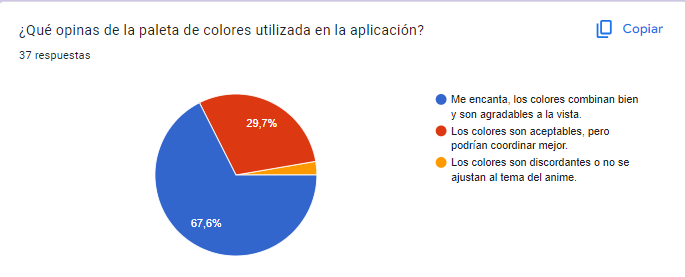 ¿Qué opinas de la paleta de colores utilizada en la aplicación?
Copiar
37 respuestas
29,7%
67,6%
Me encanta, los colores combinan bien
y son agradables a la vista.
Los colores son aceptables, pero
podrían coordinar mejor.
Los colores son discordantes o no se
ajustan al tema del anime.